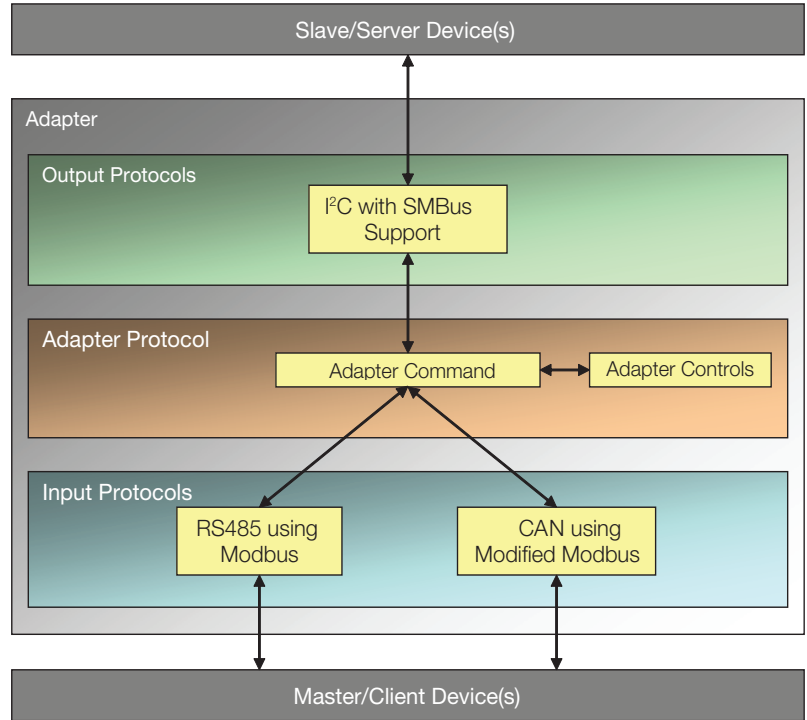 Slave/Server Device(s)
Adapter
Output Protocols
I²C with SMBus
Support
Adapter Protocol
Adapter Command
Adapter Controls
Input Protocols
RS485 using
Modbus
CAN using
Modified Modbus
Master/Client Device(s)